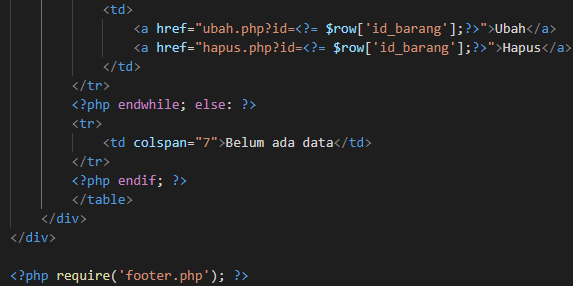 <td>
<a href="ubah.php?id=<?= $row['id_barang'];?>">Ubah</a>
<a href="hapus.php?id=<?= $row['id_barang'];?>">Hapus</a>
</td>
</tr>
<?php endwhile; else: ?>
<tr>
<td colspan="7">Belum ada data</td>
</tr>
<?php endif; ?>
</table>
</div>
</div>
<?php require('footer.php'); ?>